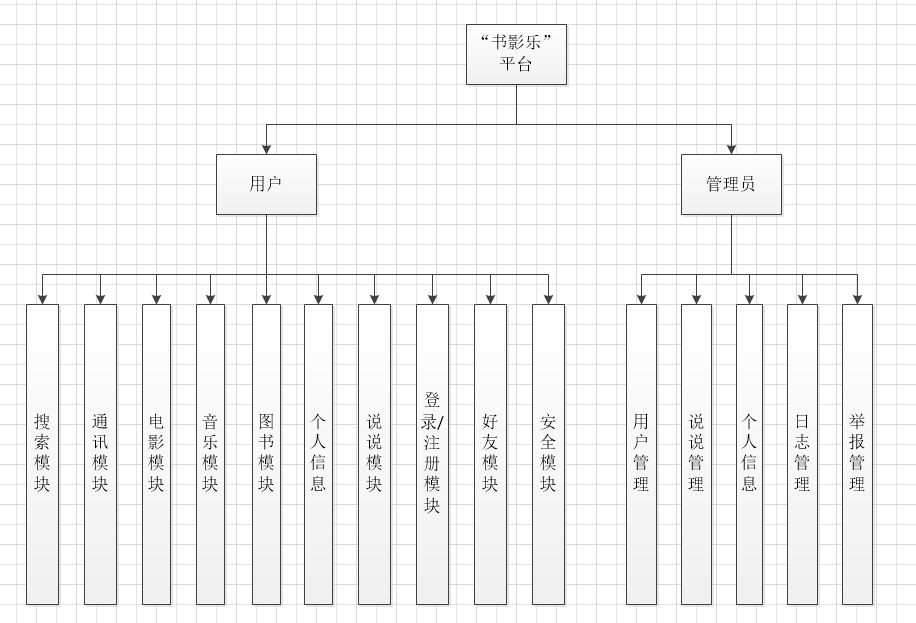 “书影乐”
平台
用户
管理员
搜索模块
通讯模块
电影模块
音乐模块
图书模块
个人信息
说说模块
登录/注册模块
好友模块
安全模块
用户管理
说说管理
个人信息
日志管理
举报管理